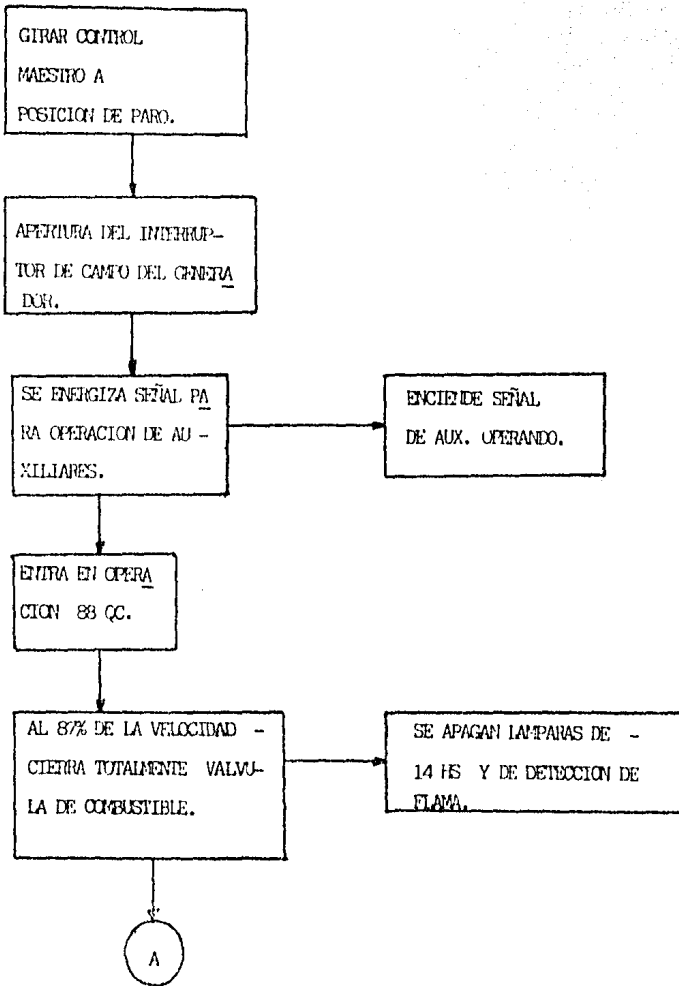 GIRAR CONTROL
MAESTRO A
POSICION DE PARO.
APERTURA DEL INTERRUP-
TOR DE CAMPO DEL GENERA
DOR.
SE ENERGIZA SEÑAL PA
RA OPERACION DE AU -
XILIARES.
ENCIENDE SEÑAL
DE AUX. OPERANDO.
ENTRA EN OPERA
CION 88 QC.
AL 87% DE LA VELOCIDAD -
CIERRA TOTALMENTE VALVU-
LA DE COMBUSTIBLE.
SE APAGAN LAMPARAS DE -
14 HS Y DE DETECCION DE
FLAMA.
A